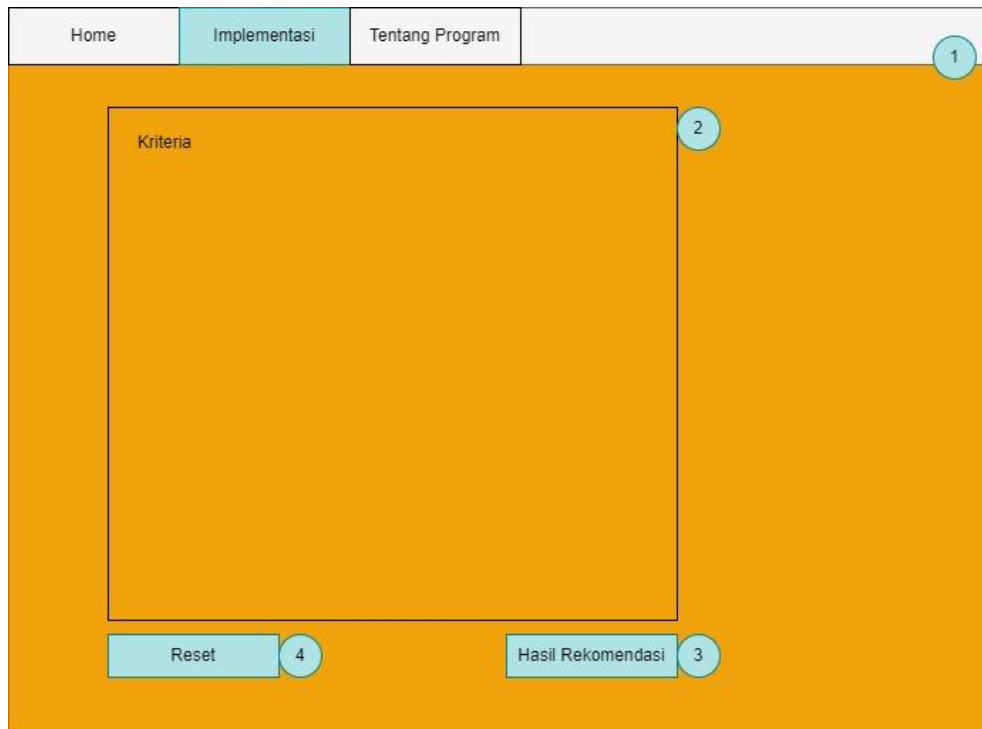 Home
Implementasi
Tentang Program
1
Kriteria
2
Reset
4
Hasil Rekomendasi
3